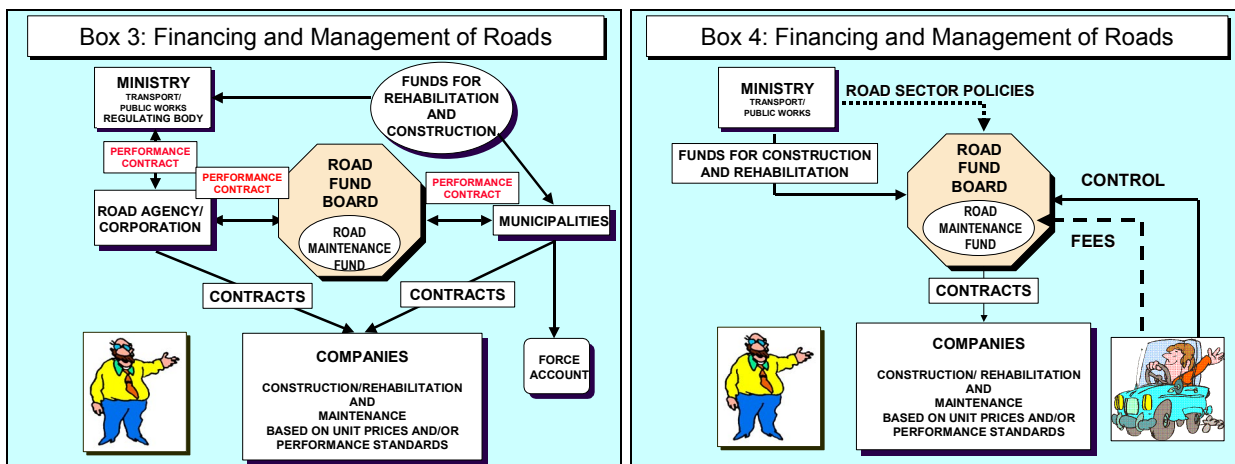 Box 3: Financing and Management of Roads
MINISTRY
TRANSPORT/
PUBLIC WORKS
REGULATING BODY
FUNDS FOR
REHABILITATION
AND
CONSTRUCTION
PERFORMANCE
CONTRACT
PERFORMANCE
CONTRACT
ROAD
FUND
BOARD
PERFORMANCE
CONTRACT
ROAD AGENCY/
CORPORATION
MUNICIPALITIES
ROAD
MAINTENANCE
FUND
CONTRACTS
CONTRACTS
COMPANIES
CONSTRUCTION/REHABILITATION
AND
MAINTENANCE
BASED ON UNIT PRICES AND/OR
PERFORMANCE STANDARDS
FORCE
ACCOUNT
Box 4: Financing and Management of Roads
MINISTRY
TRANSPORT/
PUBLIC WORKS
ROAD SECTOR POLICIES
FUNDS FOR CONSTRUCTION
AND REHABILITATION
ROAD
FUND
BOARD
CONTROL
ROAD
MAINTENANCE
FUND
FEES
CONTRACTS
COMPANIES
CONSTRUCTION/ REHABILITATION
AND
MAINTENANCE
BASED ON UNIT PRICES AND/OR
PERFORMANCE STANDARDS